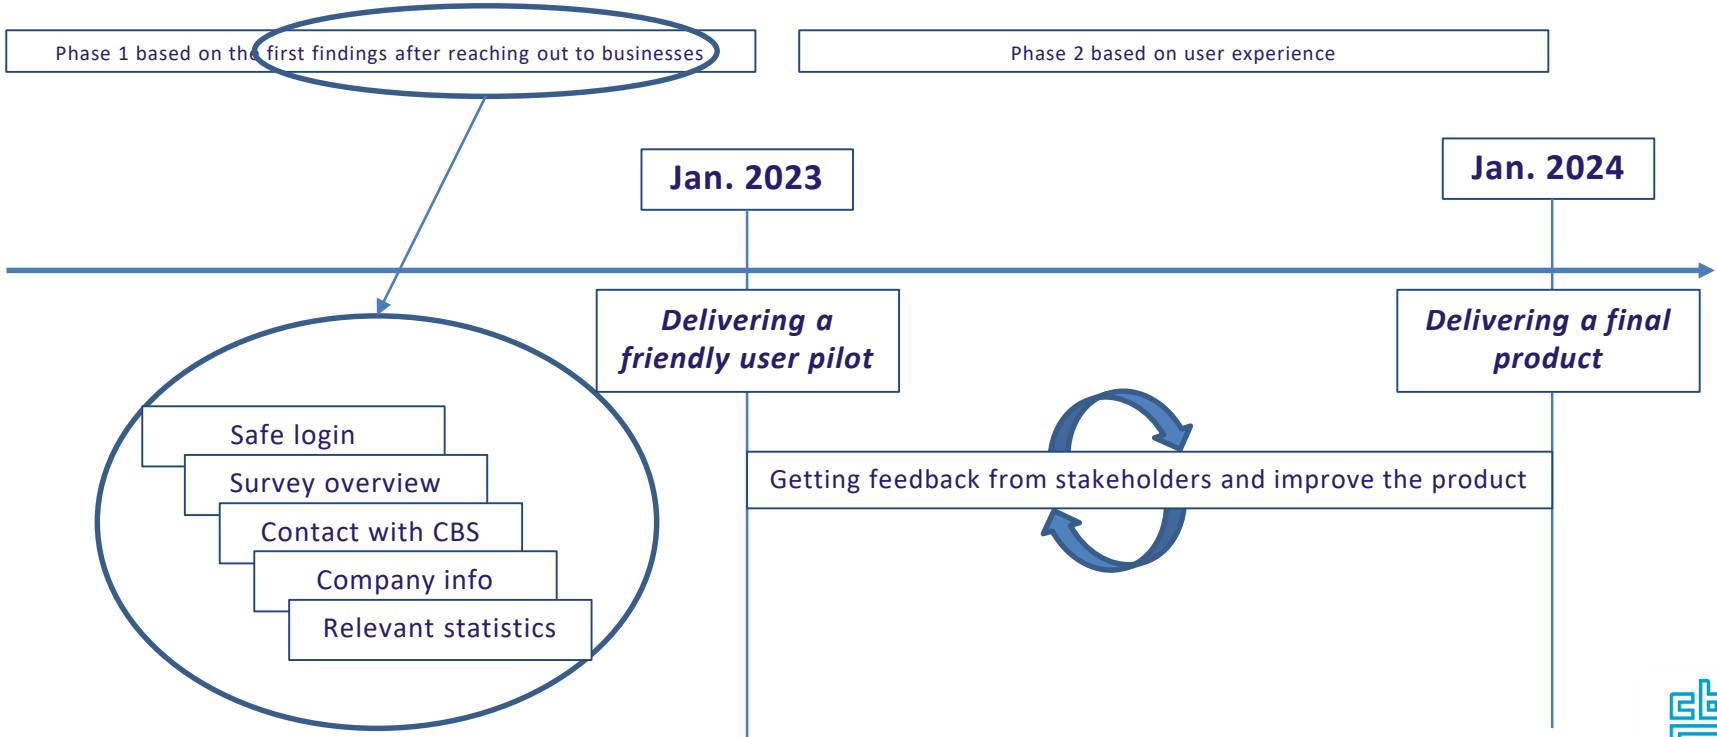 Phase 1 based on the first findings after reaching out to businesses
Phase 2 based on user experience
Jan. 2023
Jan. 2024
Delivering a
friendly user pilot
Delivering a final
product
Safe login
Survey overview
Contact with CBS
Company info
Relevant statistics
Getting feedback from stakeholders and improve the product